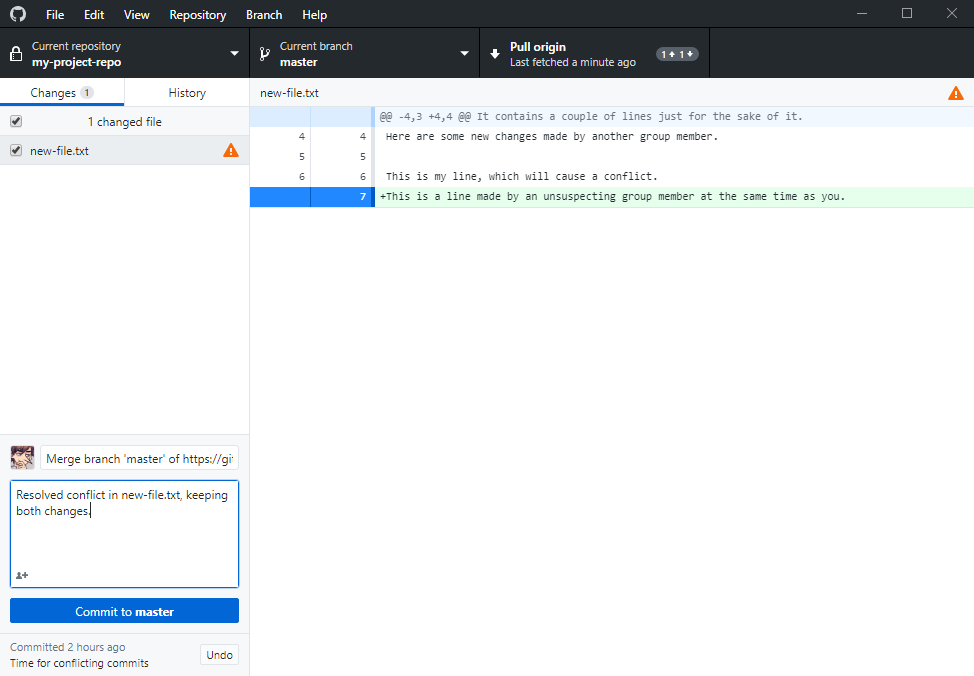 File Edit View Repository Branch Help
Current repository
my-project-repo
Current branch
master
Pull origin
Last fetched a minute ago
1 1
Changes 1 History
1 changed file
new-file.txt
new-file.txt
@@ -4,3 +4,4 @@ It contains a couple of lines just for the sake of it.
4 4 Here are some new changes made by another group member.
5 5
6 6 This is my line, which will cause a conflict.
7 +This is a line made by an unsuspecting group member at the same time as you.
Merge branch 'master' of https://gi
Resolved conflict in new-file.txt, keeping
both changes.
Commit to master
Committed 2 hours ago
Time for conflicting commits
Undo